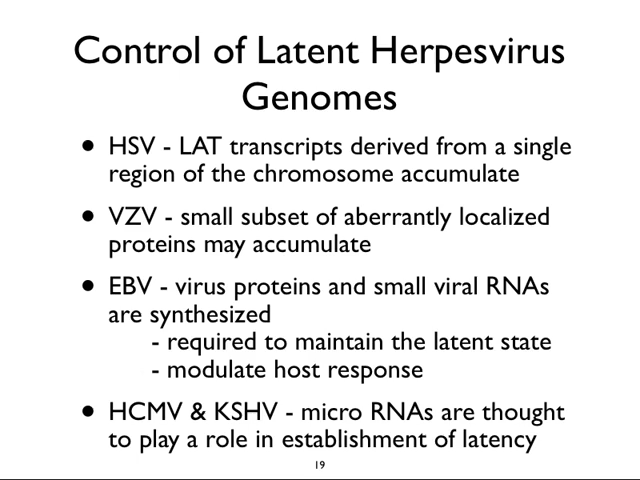 Control of Latent Herpesvirus
Genomes
• HSV - LAT transcripts derived from a single
region of the chromosome accumulate
• VZV - small subset of aberrantly localized
proteins may accumulate
• EBV - virus proteins and small viral RNAs
are synthesized
- required to maintain the latent state
- modulate host response
• HCMV & KSHV - micro RNAs are thought
to play a role in establishment of latency
19